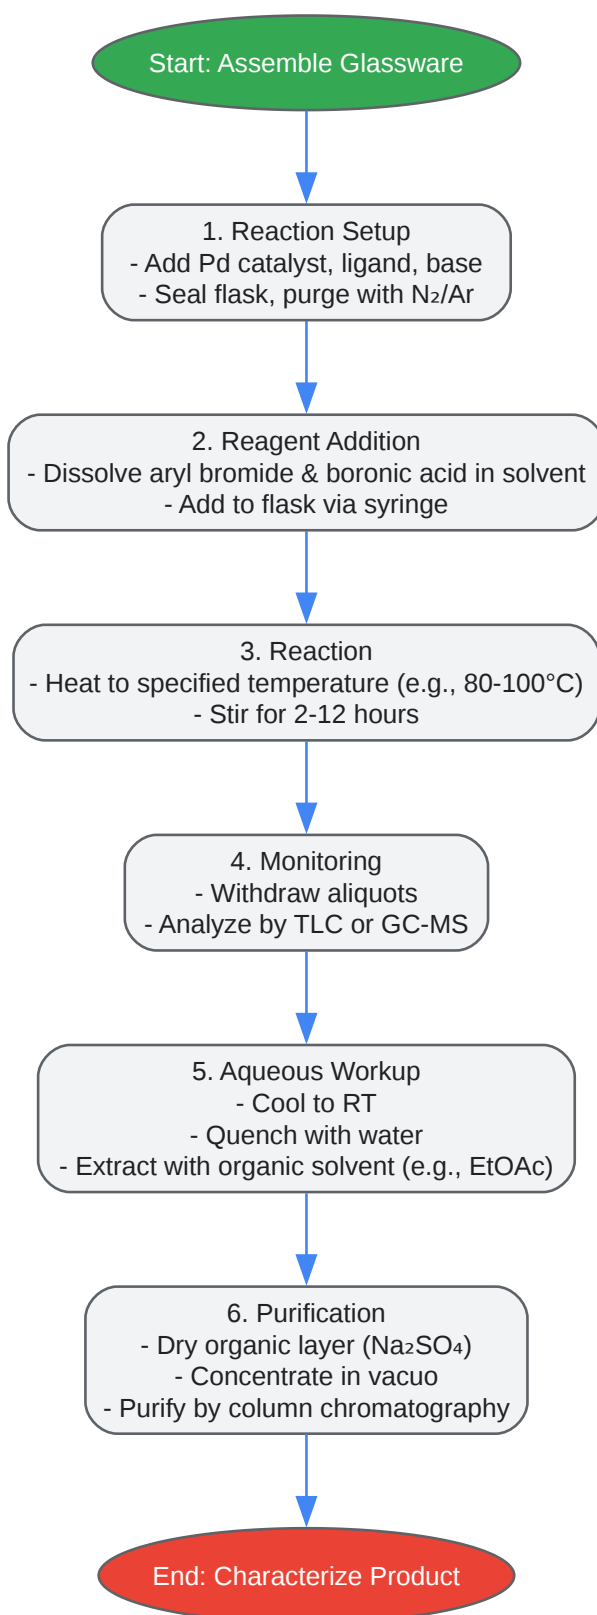 Start: Assemble Glassware
1. Reaction Setup
- Add Pd catalyst, ligand, base
- Seal flask, purge with N₂/Ar
2. Reagent Addition
- Dissolve aryl bromide & boronic acid in solvent
- Add to flask via syringe
3. Reaction
- Heat to specified temperature (e.g., 80-100°C)
- Stir for 2-12 hours
4. Monitoring
- Withdraw aliquots
- Analyze by TLC or GC-MS
5. Aqueous Workup
- Cool to RT
- Quench with water
- Extract with organic solvent (e.g., EtOAc)
6. Purification
- Dry organic layer (Na₂SO₄)
- Concentrate in vacuo
- Purify by column chromatography
End: Characterize Product